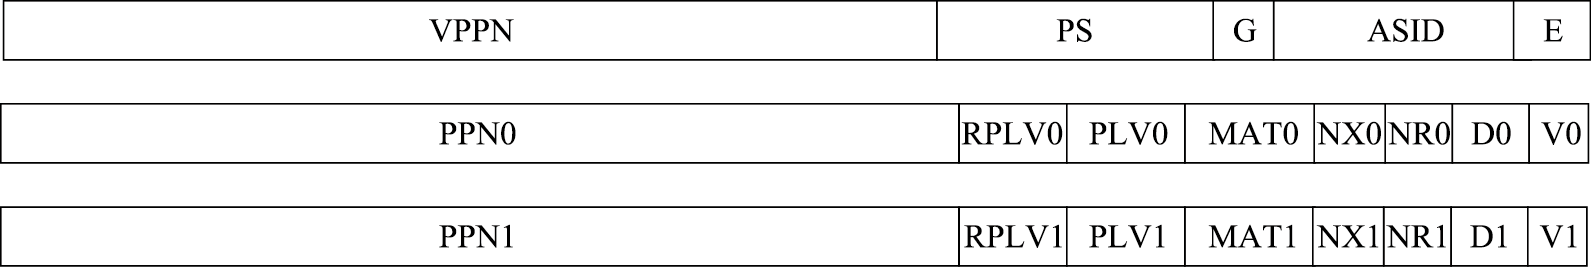 VPPN PS G ASID E
PPN0 RPLV0 PLV0 MAT0 NX0 NR0 D0 V0
PPN1 RPLV1 PLV1 MAT1 NX1 NR1 D1 V1